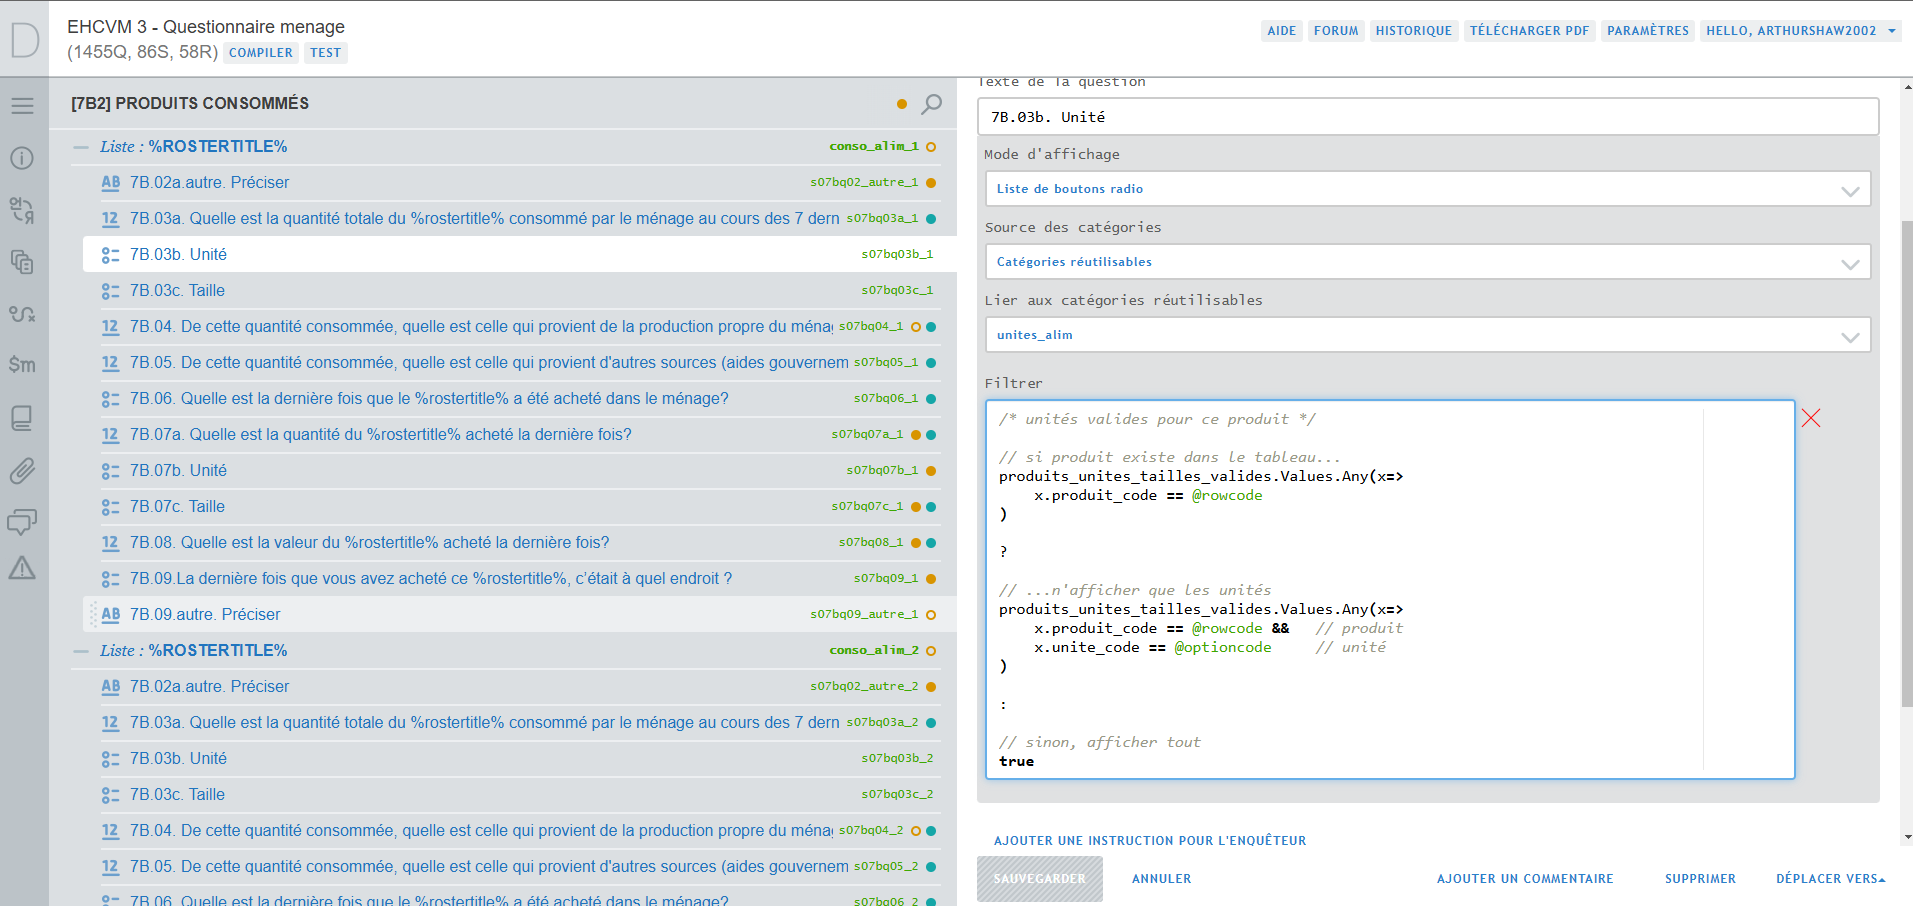 D
EHCVM 3 - Questionnaire menage
(1455Q, 86S, 58R) COMPILER TEST
AIDE FORUM HISTORIQUE TÉLÉCHARGER PDF PARAMÈTRES HELLO, ARTHURSHAW2002
[7B2] PRODUITS CONSOMMÉS
Liste : %ROSTERTITLE% conso_alim_1
AB 7B.02a.autre. Préciser s07bq02_autre_1
12 7B.03a. Quelle est la quantité totale du %rostertitle% consommé par le ménage au cours des 7 dern s07bq03a_1
7B.03b. Unité s07bq03b_1
7B.03c. Taille s07bq03c_1
12 7B.04. De cette quantité consommée, quelle est celle qui provient de la production propre du ména s07bq04_1
12 7B.05. De cette quantité consommée, quelle est celle qui provient d'autres sources (aides gouvernem s07bq05_1
7B.06. Quelle est la dernière fois que le %rostertitle% a été acheté dans le ménage? s07bq06_1
12 7B.07a. Quelle est la quantité du %rostertitle% acheté la dernière fois? s07bq07a_1
7B.07b. Unité s07bq07b_1
7B.07c. Taille s07bq07c_1
12 7B.08. Quelle est la valeur du %rostertitle% acheté la dernière fois? s07bq08_1
7B.09.La dernière fois que vous avez acheté ce %rostertitle%, c'était à quel endroit ? s07bq09_1
AB 7B.09.autre. Préciser s07bq09_autre_1
Liste : %ROSTERTITLE% conso_alim_2
AB 7B.02a.autre. Préciser s07bq02_autre_2
12 7B.03a. Quelle est la quantité totale du %rostertitle% consommé par le ménage au cours des 7 dern s07bq03a_2
7B.03b. Unité s07bq03b_2
7B.03c. Taille s07bq03c_2
12 7B.04. De cette quantité consommée, quelle est celle qui provient de la production propre du ména s07bq04_2
12 7B.05. De cette quantité consommée, quelle est celle qui provient d'autres sources (aides gouvernem s07bq05_2
7B.06. Quelle est la dernière fois que le %rostertitle% a été acheté dans le ménage? s07bq06_2
$m
Texte de la question
7B.03b. Unité
Mode d'affichage
Liste de boutons radio
Source des catégories
Catégories réutilisables
Lier aux catégories réutilisables
unites_alim
Filtrer
/* unités valides pour ce produit */
// si produit existe dans le tableau...
produits_unites_tailles_valides.Values.Any(x=>
x.produit_code == @rowcode
)
?
// ...n'afficher que les unités
produits_unites_tailles_valides.Values.Any(x=>
x.produit_code == @rowcode && // produit
x.unite_code == @optioncode // unité
)
:
// sinon, afficher tout
true
AJOUTER UNE INSTRUCTION POUR L'ENQUÊTEUR
SAUVEGARDER ANNULER AJOUTER UN COMMENTAIRE SUPPRIMER DÉPLACER VERS